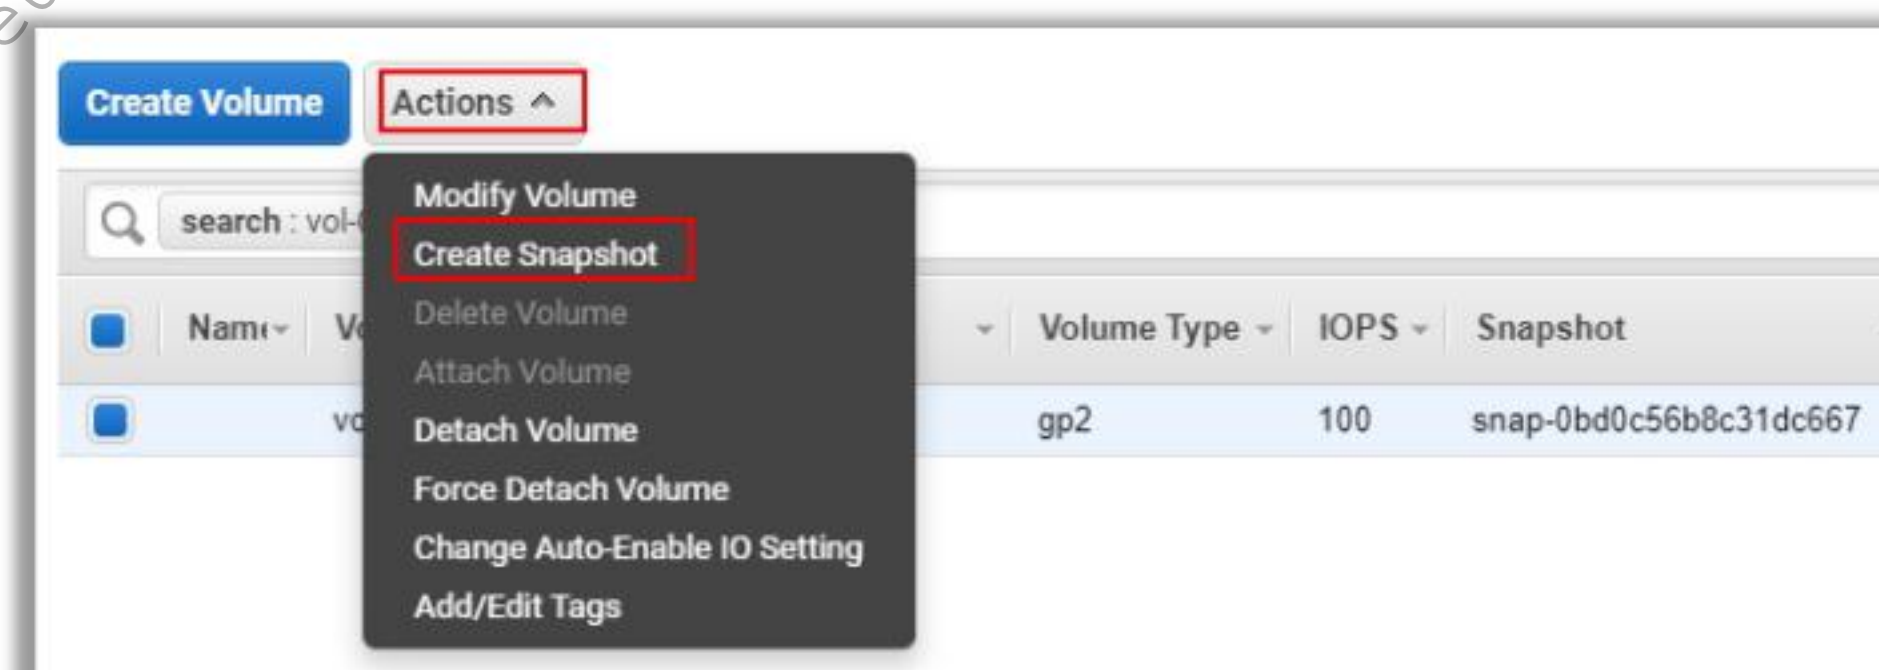 Create Volume Actions
Modify Volume
search : vol-
Create Snapshot
Delete Volume
Name Volume Type IOPS Snapshot
Attach Volume
gp2 100 snap-0bd0c56b8c31dc667
Detach Volume
Force Detach Volume
Change Auto-Enable IO Setting
Add/Edit Tags